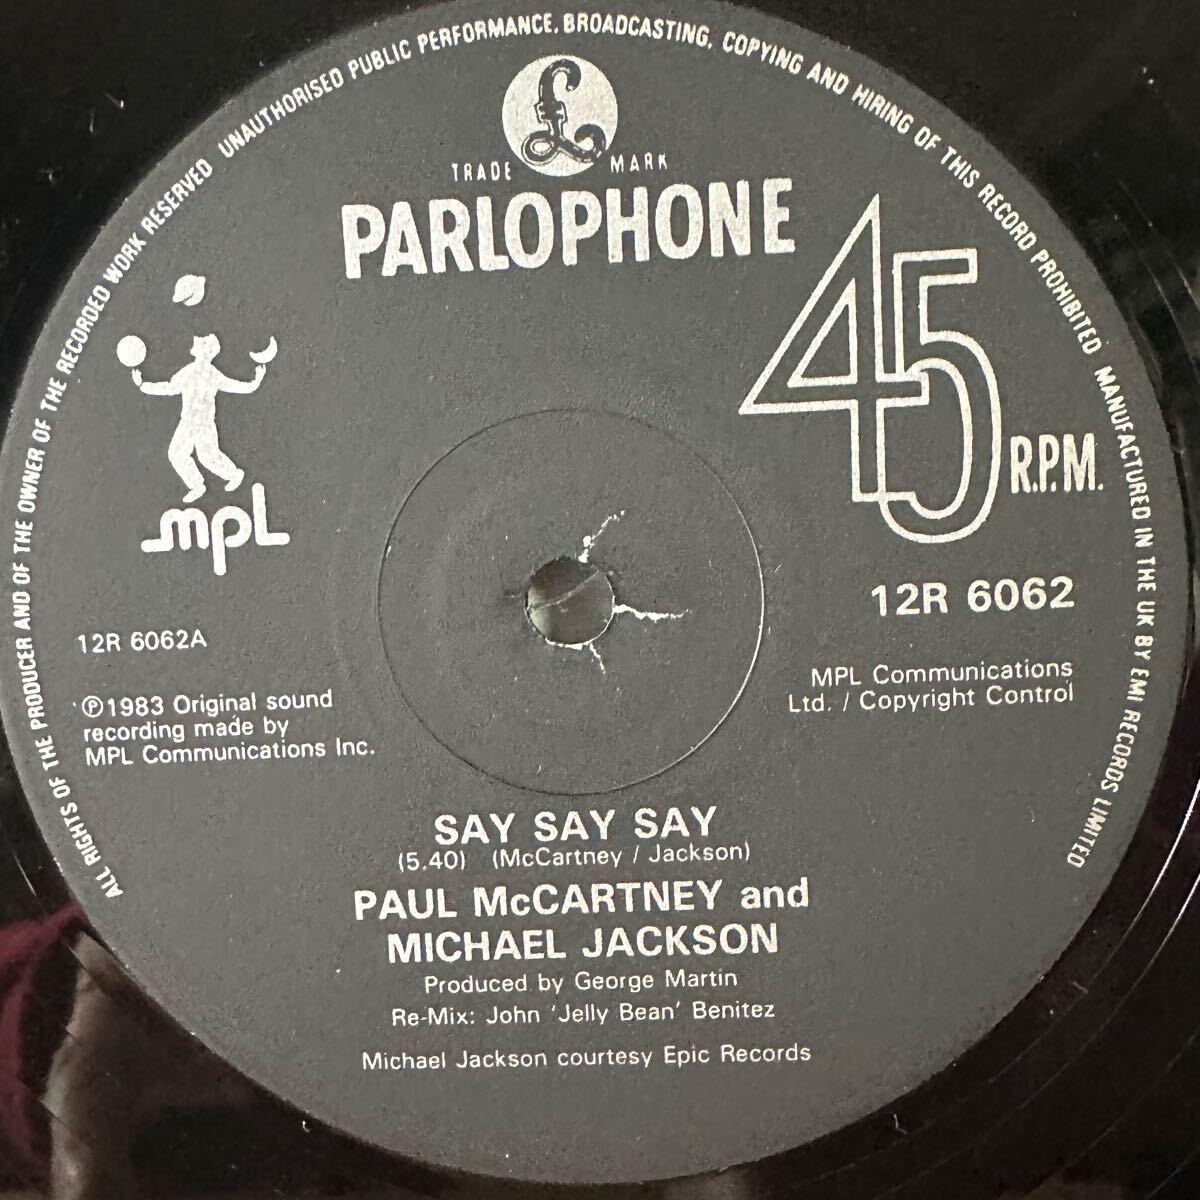 ALL RIGHTS OF THE PRODUCER AND OF THE OWNER OF THE RECORDED WORK RESERVED UNAUTHORISED PUBLIC PERFORMANCE, BROADCASTING, COPYING AND HIRING OF THIS RECORD PROHIBITED MANUFACTURED IN THE UK BY EMI RECORDS LIMITED
£
TRADE MARK
PARLOPHONE
45 R.P.M.
mpl
12R 6062
12R 6062A
℗1983 Original sound
recording made by
MPL Communications Inc.
MPL Communications
Ltd. / Copyright Control
SAY SAY SAY
(5.40) (McCartney / Jackson)
PAUL McCARTNEY and
MICHAEL JACKSON
Produced by George Martin
Re-Mix: John 'Jelly Bean' Benitez
Michael Jackson courtesy Epic Records